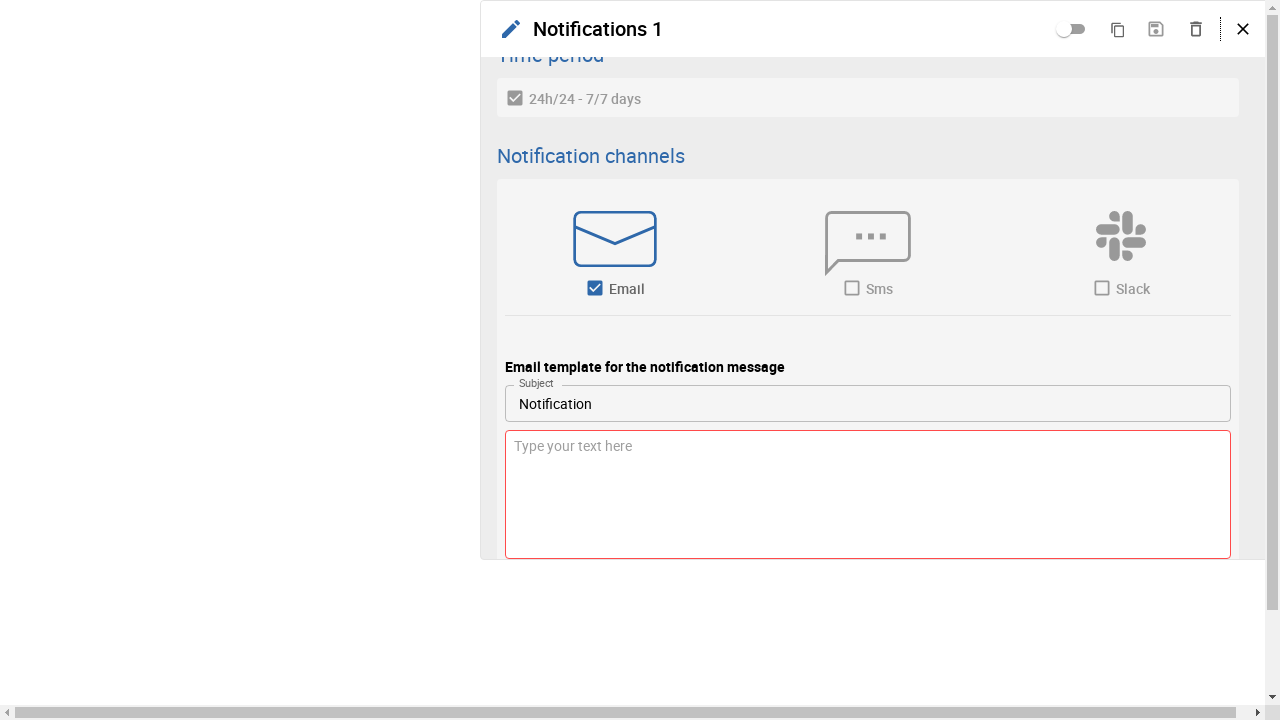 Notifications 1
Time period
24h/24 - 7/7 days
Notification channels
Email
Sms
Slack
Email template for the notification message
Subject
Notification
Type your text here